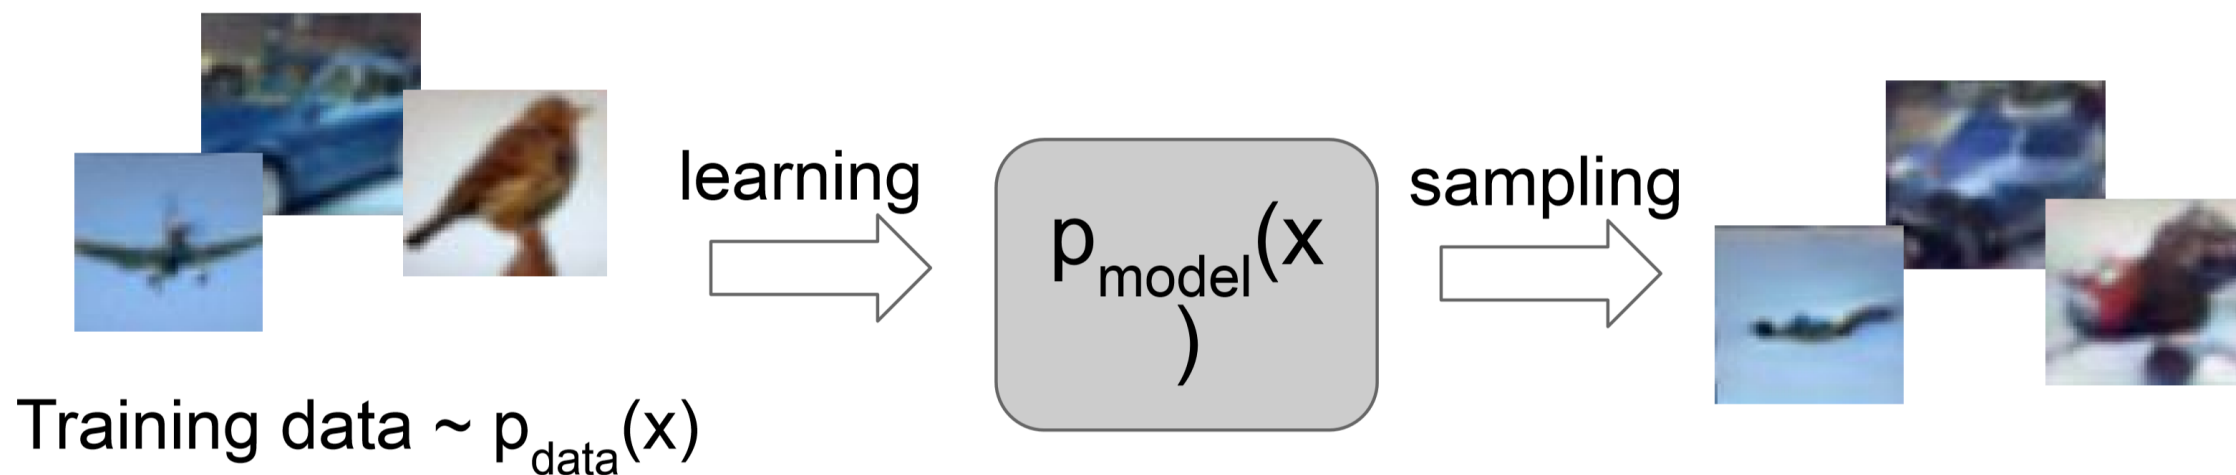 learning
p_model(x
)
sampling
Training data ~ p_data(x)